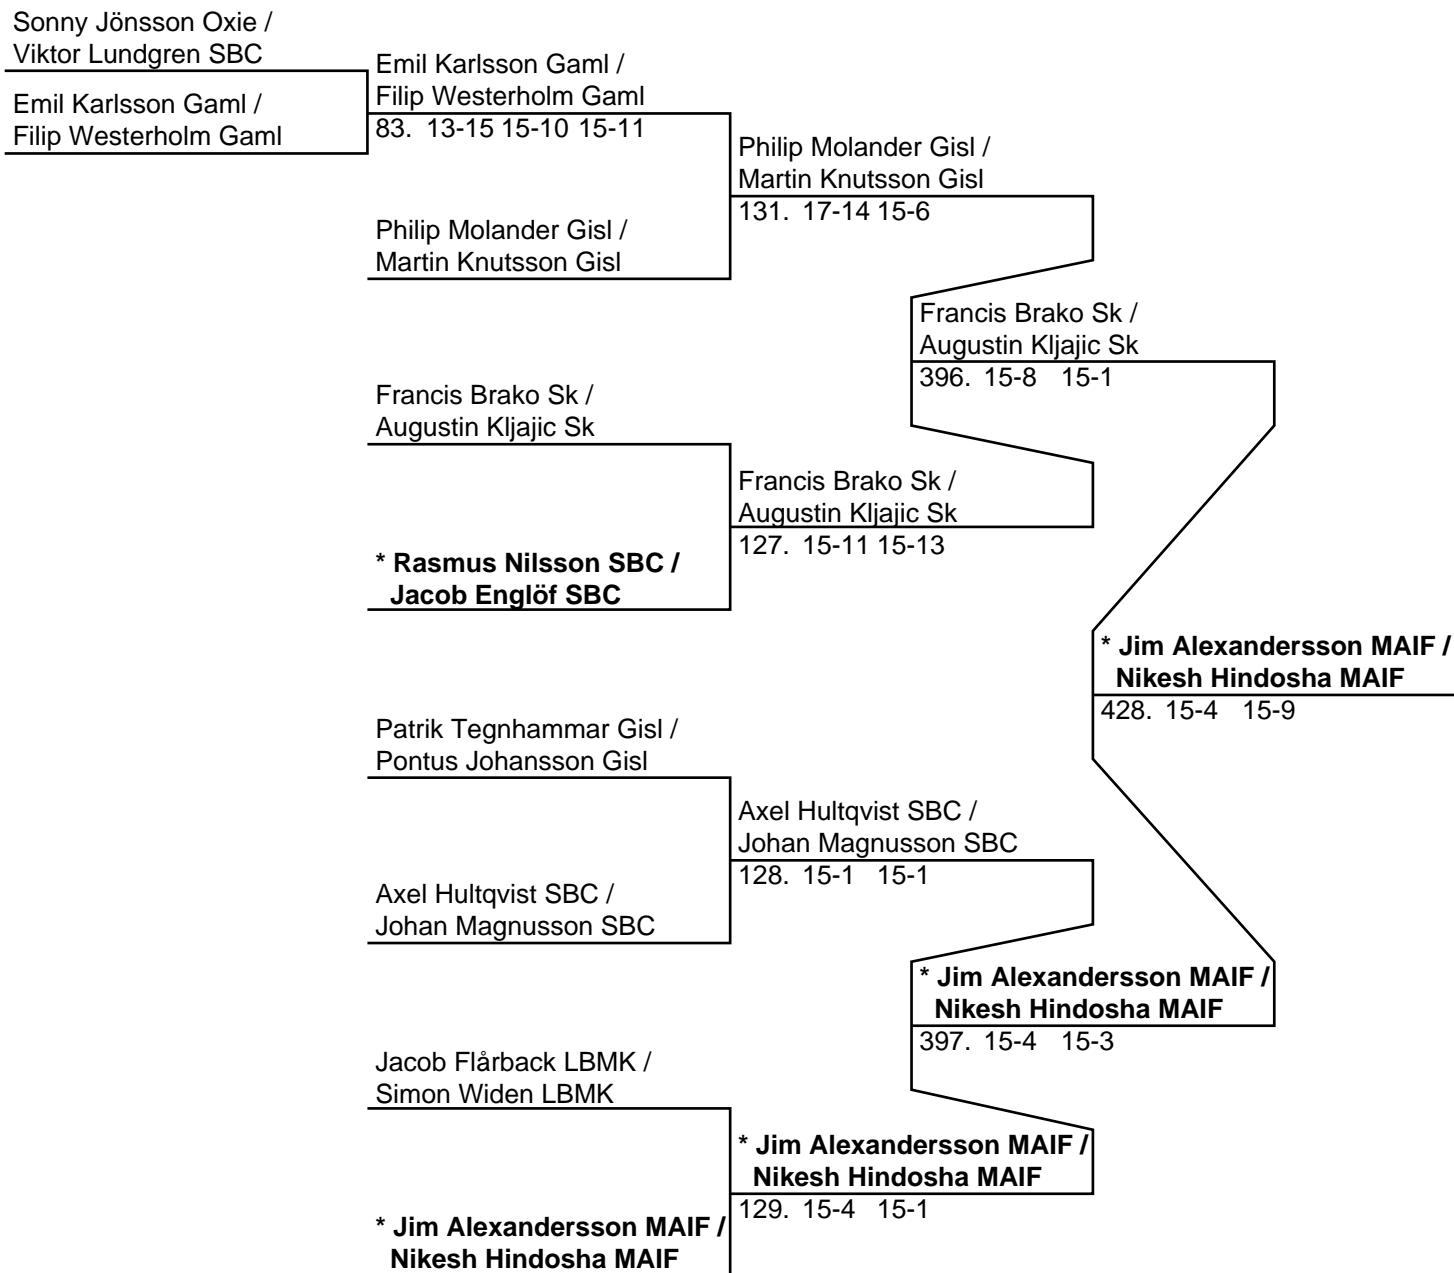 Sonny Jönsson Oxie /
Viktor Lundgren SBC
Emil Karlsson Gaml /
Filip Westerholm Gaml
Emil Karlsson Gaml /
Filip Westerholm Gaml
83. 13-15 15-10 15-11
Philip Molander Gisl /
Martin Knutsson Gisl
Philip Molander Gisl /
Martin Knutsson Gisl
131. 17-14 15-6
Francis Brako Sk /
Augustin Kljajic Sk
* Rasmus Nilsson SBC /
Jacob Englöf SBC
Francis Brako Sk /
Augustin Kljajic Sk
127. 15-11 15-13
Francis Brako Sk /
Augustin Kljajic Sk
396. 15-8 15-1
Patrik Tegnhammar Gisl /
Pontus Johansson Gisl
Axel Hultqvist SBC /
Johan Magnusson SBC
Axel Hultqvist SBC /
Johan Magnusson SBC
128. 15-1 15-1
Jacob Flårback LBMK /
Simon Widen LBMK
* Jim Alexandersson MAIF /
Nikesh Hindosha MAIF
* Jim Alexandersson MAIF /
Nikesh Hindosha MAIF
129. 15-4 15-1
* Jim Alexandersson MAIF /
Nikesh Hindosha MAIF
397. 15-4 15-3
* Jim Alexandersson MAIF /
Nikesh Hindosha MAIF
428. 15-4 15-9